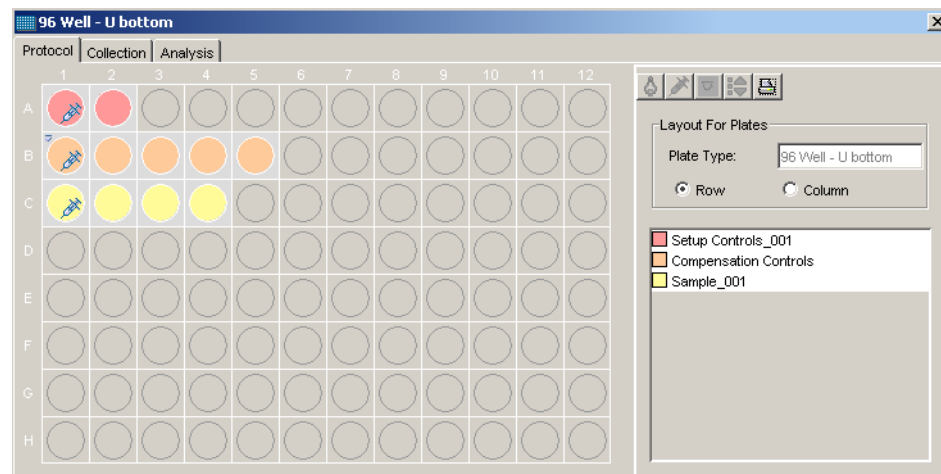 96 Well - U bottom
Protocol Collection Analysis
1 2 3 4 5 6 7 8 9 10 11 12
A
B
C
D
E
F
G
H
Layout For Plates
Plate Type: 96 Well - U bottom
Row Column
Setup Controls_001
Compensation Controls
Sample_001